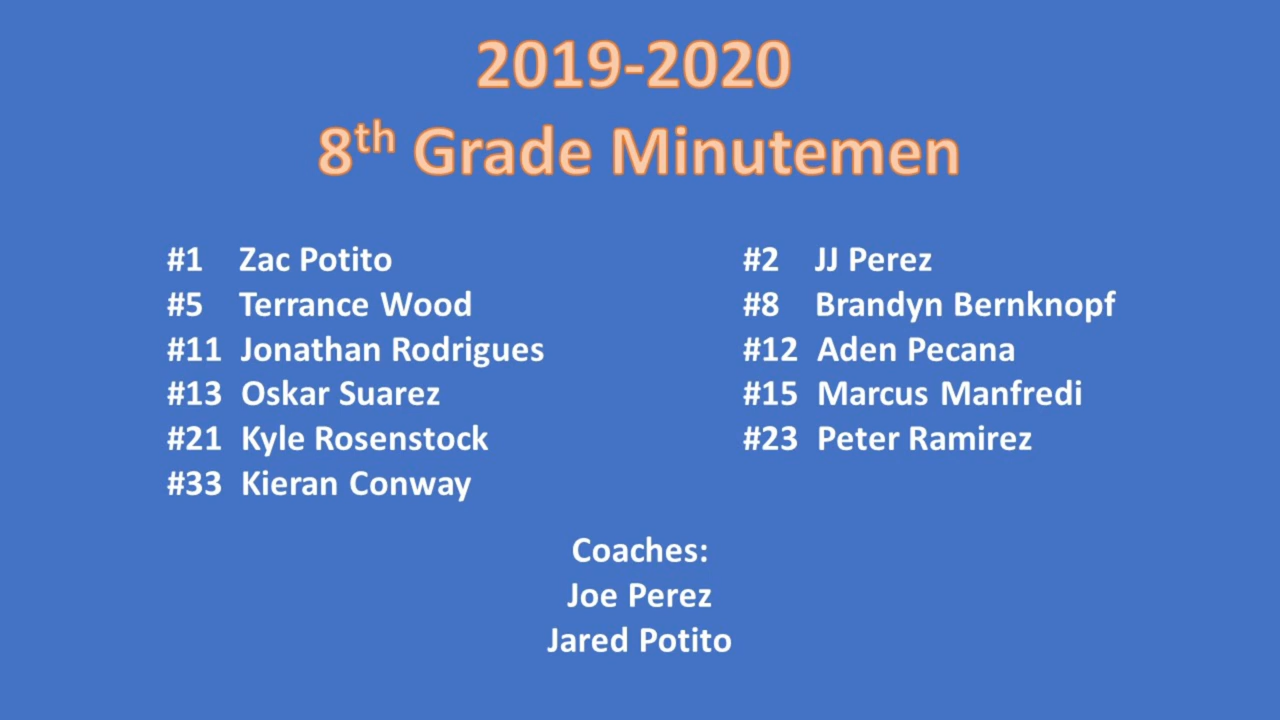 2019-2020
8th Grade Minutemen
#1 Zac Potito #2 JJ Perez
#5 Terrance Wood #8 Brandyn Bernknopf
#11 Jonathan Rodrigues #12 Aden Pecana
#13 Oskar Suarez #15 Marcus Manfredi
#21 Kyle Rosenstock #23 Peter Ramirez
#33 Kieran Conway
Coaches:
Joe Perez
Jared Potito